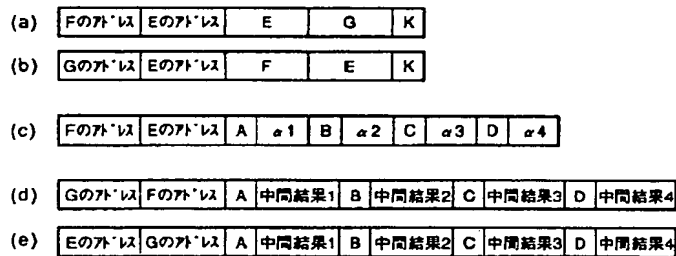 (a) Fのｱﾄﾞﾚｽ Eのｱﾄﾞﾚｽ E G K
(b) Gのｱﾄﾞﾚｽ Eのｱﾄﾞﾚｽ F E K
(c) Fのｱﾄﾞﾚｽ Eのｱﾄﾞﾚｽ A α1 B α2 C α3 D α4
(d) Gのｱﾄﾞﾚｽ Fのｱﾄﾞﾚｽ A 中間結果1 B 中間結果2 C 中間結果3 D 中間結果4
(e) Eのｱﾄﾞﾚｽ Gのｱﾄﾞﾚｽ A 中間結果1 B 中間結果2 C 中間結果3 D 中間結果4